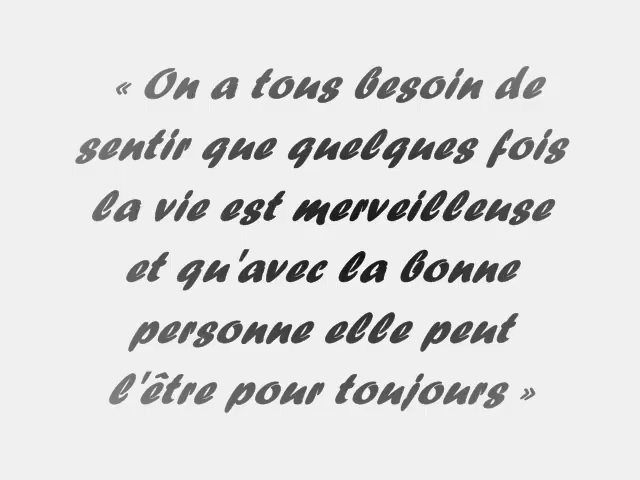 « On a tous besoin de
sentir que quelques fois
la vie est merveilleuse
et qu'avec la bonne
personne elle peut
l'être pour toujours »